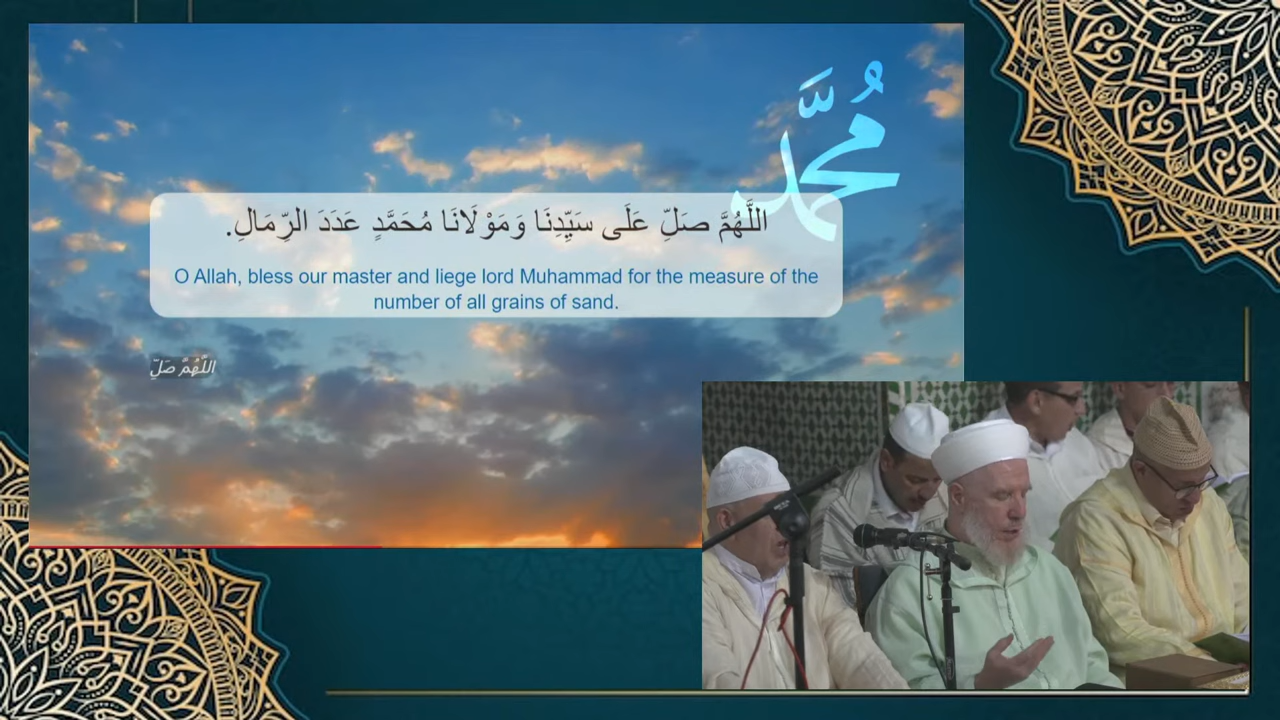 مُحَمَّد
اللَّهُمَّ صَلِّ عَلَى سَيِّدِنَا وَمَوْلَانَا مُحَمَّدٍ عَدَدَ الرِّمَالِ.
O Allah, bless our master and liege lord Muhammad for the measure of the
number of all grains of sand.
اللَّهُمَّ صَلِّ